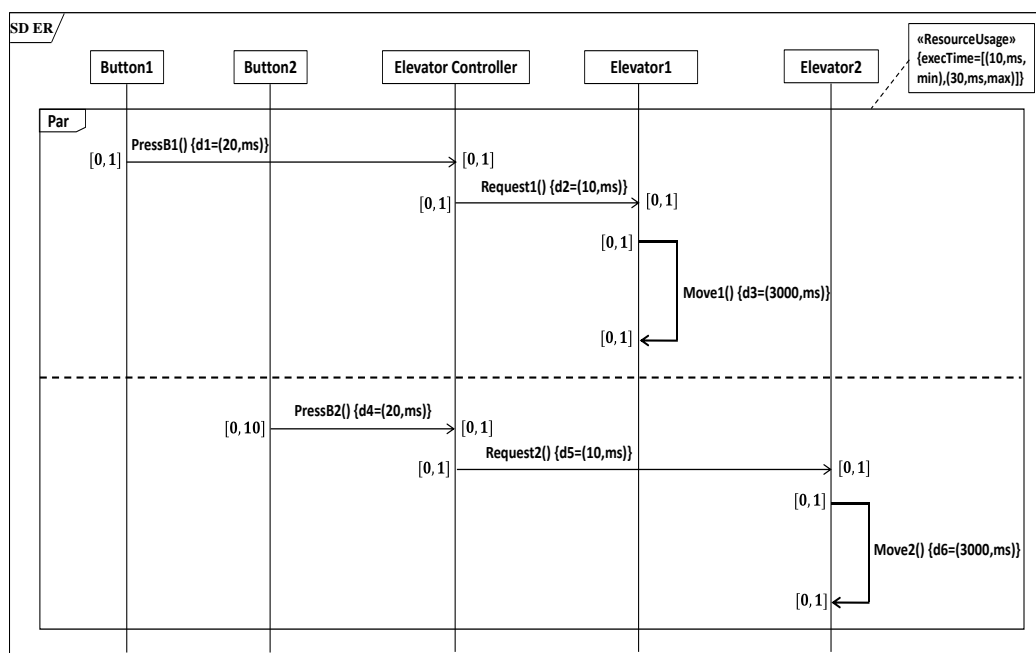 SD ER
«ResourceUsage»
{execTime=[(10,ms,
min),(30,ms,max)]}
Button1
Button2
Elevator Controller
Elevator1
Elevator2
Par
PressB1() {d1=(20,ms)}
[0,1]
[0,1]
Request1() {d2=(10,ms)}
[0,1]
[0,1]
[0,1]
Move1() {d3=(3000,ms)}
[0,1]
PressB2() {d4=(20,ms)}
[0,10]
[0,1]
Request2() {d5=(10,ms)}
[0,1]
[0,1]
[0,1]
Move2() {d6=(3000,ms)}
[0,1]